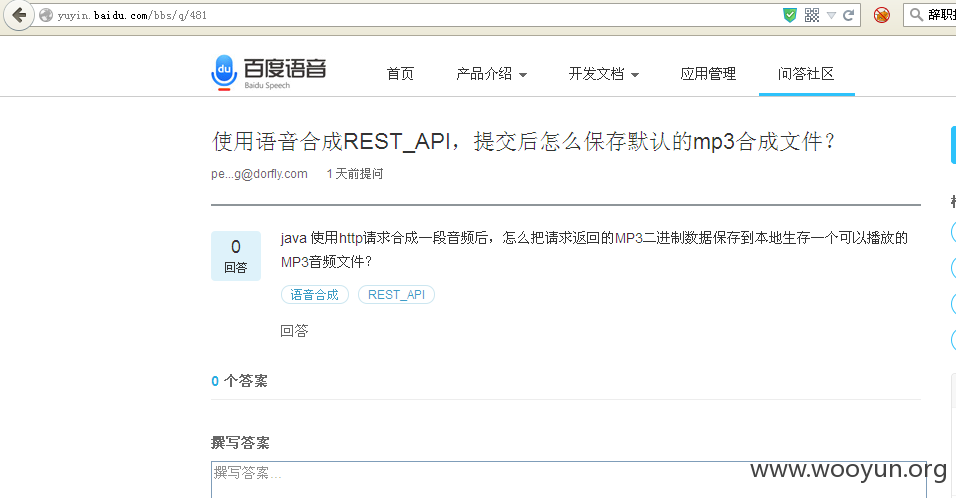 yuyin.baidu.com/bbs/q/481
辞职报
du 百度语音
Baidu Speech
首页 产品介绍 开发文档 应用管理 问答社区
使用语音合成REST_API，提交后怎么保存默认的mp3合成文件？
pe...g@dorfly.com 1 天前提问
0
回答
java 使用http请求合成一段音频后，怎么把请求返回的MP3二进制数据保存到本地生存一个可以播放的
MP3音频文件？
语音合成 REST_API
回答
0 个答案
撰写答案
撰写答案...
www.wooyun.org